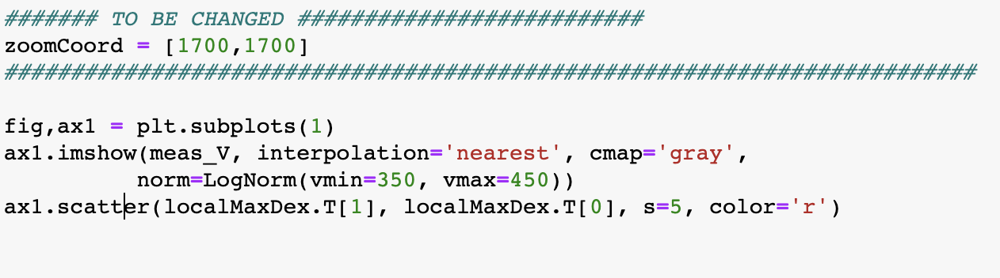 ####### TO BE CHANGED ##########################
zoomCoord = [1700,1700]
#########################################################################

fig,ax1 = plt.subplots(1)
ax1.imshow(meas_V, interpolation='nearest', cmap='gray',
          norm=LogNorm(vmin=350, vmax=450))
ax1.scatter(localMaxDex.T[1], localMaxDex.T[0], s=5, color='r')